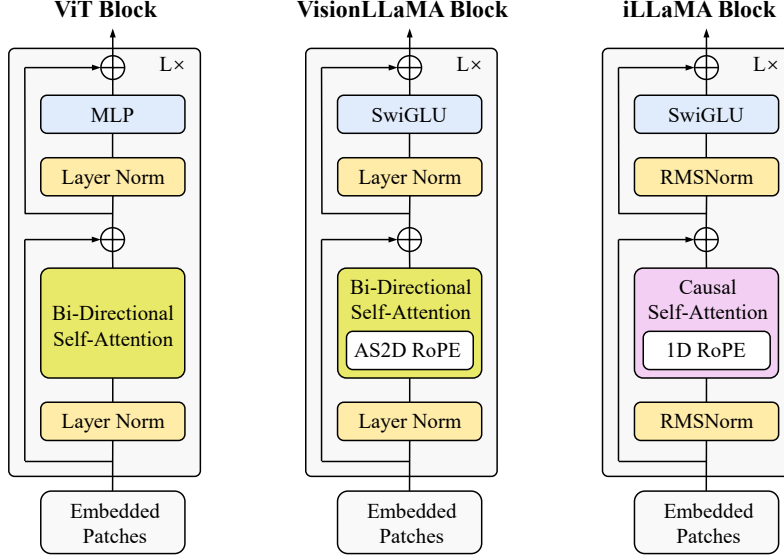 ViT Block
L×
MLP
Layer Norm
Bi-Directional
Self-Attention
Layer Norm
Embedded
Patches
VisionLLaMA Block
L×
SwiGLU
Layer Norm
Bi-Directional
Self-Attention
AS2D RoPE
Layer Norm
Embedded
Patches
iLLaMA Block
L×
SwiGLU
RMSNorm
Causal
Self-Attention
1D RoPE
RMSNorm
Embedded
Patches